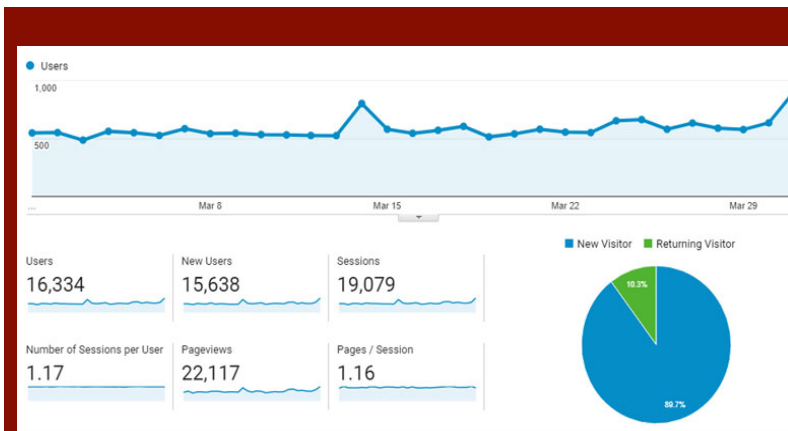 Users
1,000
500
...
Mar 8
Mar 15
Mar 22
Mar 29
New Visitor
Returning Visitor
Users
16,334
New Users
15,638
Sessions
19,079
Number of Sessions per User
1.17
Pageviews
22,117
Pages / Session
1.16
10.3%
89.7%